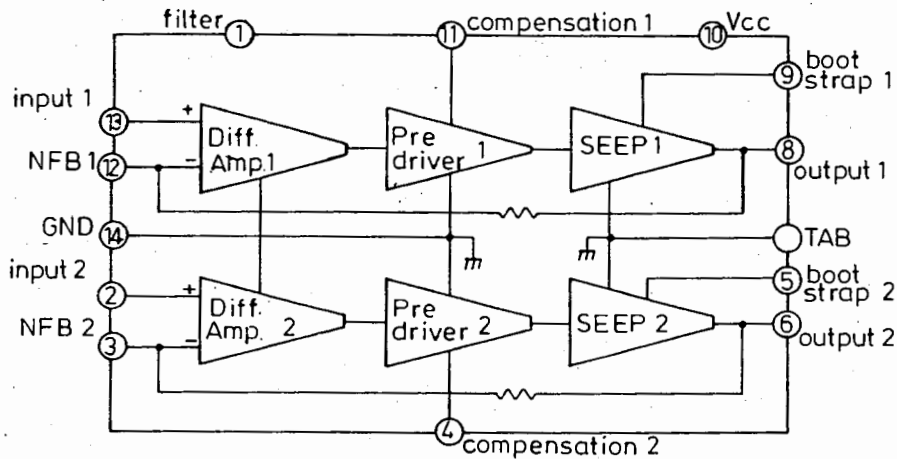 filter 1
11 compensation 1
10 Vcc
9 boot
strap 1
input 1
13
+
Diff.
Amp.1
Pre
driver 1
SEEP 1
8
output 1
NFB 1
12
−
GND
14
TAB
input 2
2
+
Diff.
Amp. 2
Pre
driver 2
SEEP 2
5 boot
strap 2
6
output 2
NFB 2
3
−
4
compensation 2